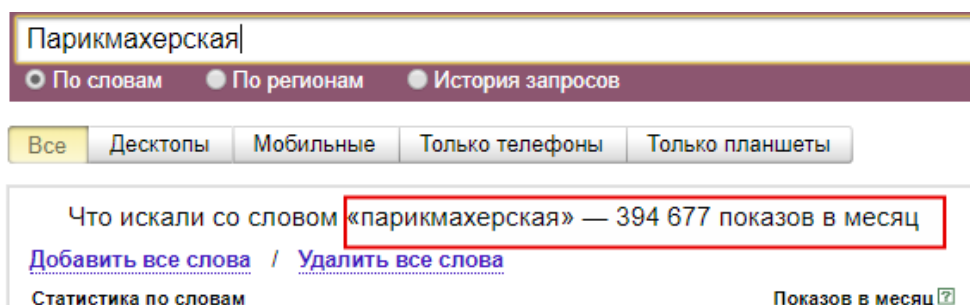 Парикмахерская
По словам По регионам История запросов
Все Десктопы Мобильные Только телефоны Только планшеты
Что искали со словом «парикмахерская» — 394 677 показов в месяц
Добавить все слова / Удалить все слова
Статистика по словам Показов в месяц ?